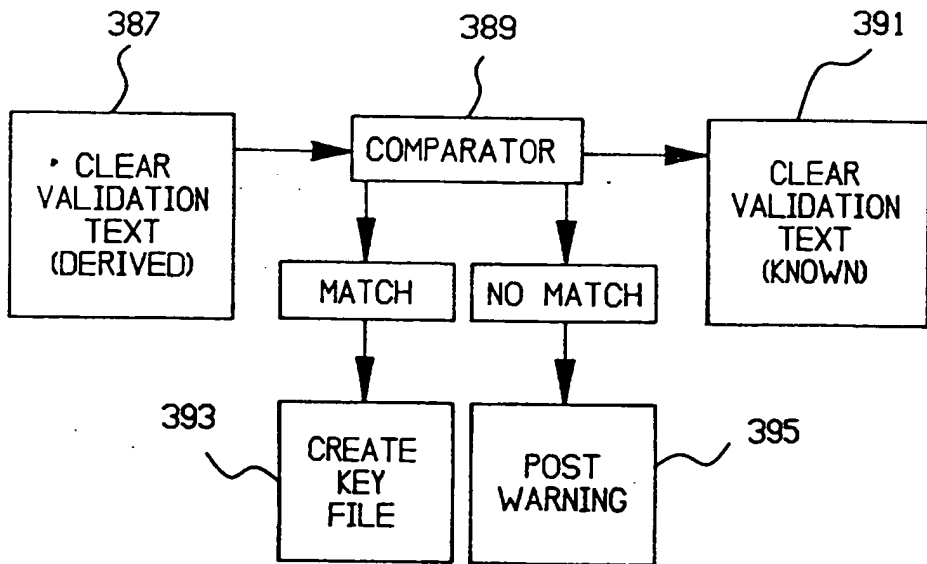 387
389
391
CLEAR
VALIDATION
TEXT
(DERIVED)
COMPARATOR
CLEAR
VALIDATION
TEXT
(KNOWN)
MATCH
NO MATCH
393
CREATE
KEY
FILE
POST
WARNING
395